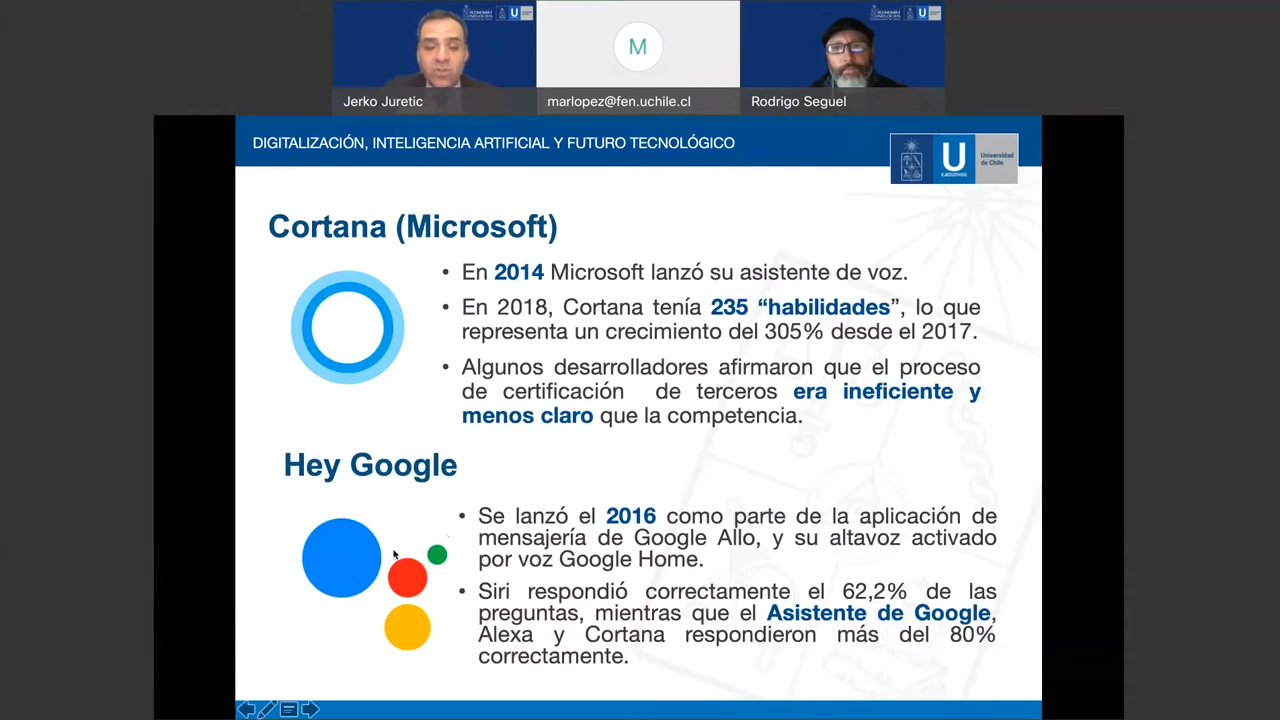 M
Jerko Juretic
marlopez@fen.uchile.cl
Rodrigo Seguel
DIGITALIZACIÓN, INTELIGENCIA ARTIFICIAL Y FUTURO TECNOLÓGICO
U
EJECUTIVOS
Universidad
de Chile
Cortana (Microsoft)
• En 2014 Microsoft lanzó su asistente de voz.
• En 2018, Cortana tenía 235 “habilidades”, lo que
representa un crecimiento del 305% desde el 2017.
• Algunos desarrolladores afirmaron que el proceso
de certificación de terceros era ineficiente y
menos claro que la competencia.
Hey Google
• Se lanzó el 2016 como parte de la aplicación de
mensajería de Google Allo, y su altavoz activado
por voz Google Home.
• Siri respondió correctamente el 62,2% de las
preguntas, mientras que el Asistente de Google,
Alexa y Cortana respondieron más del 80%
correctamente.